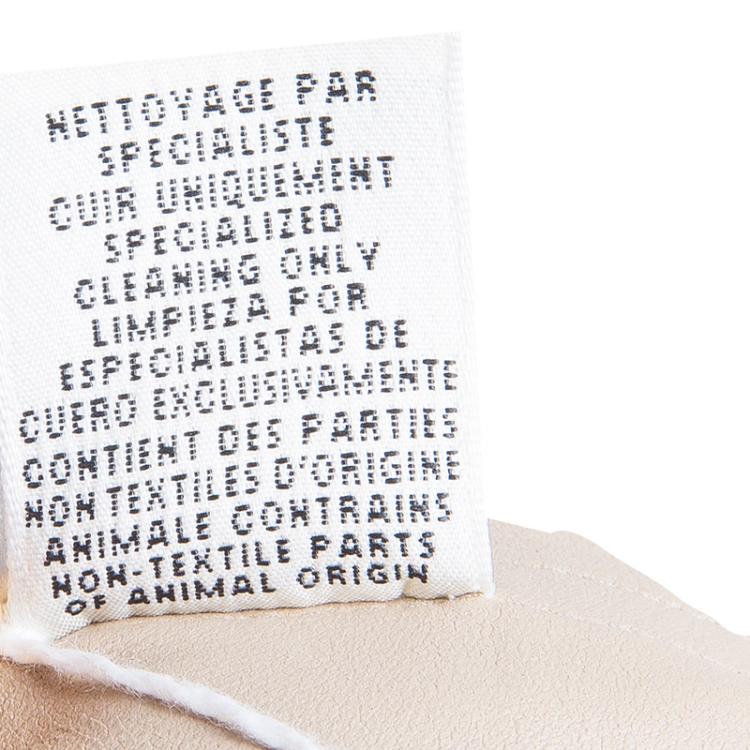 NETTOYAGE PAR
SPECIALISTE
CUIR UNIQUEMENT
SPECIALIZED
CLEANING ONLY
LIMPIEZA POR
ESPECIALISTAS DE
CUERO EXCLUSIVAMENTE
CONTIENT DES PARTIES
NON TEXTILES D'ORIGINE
ANIMALE CONTRAINS
NON-TEXTILE PARTS
OF ANIMAL ORIGIN